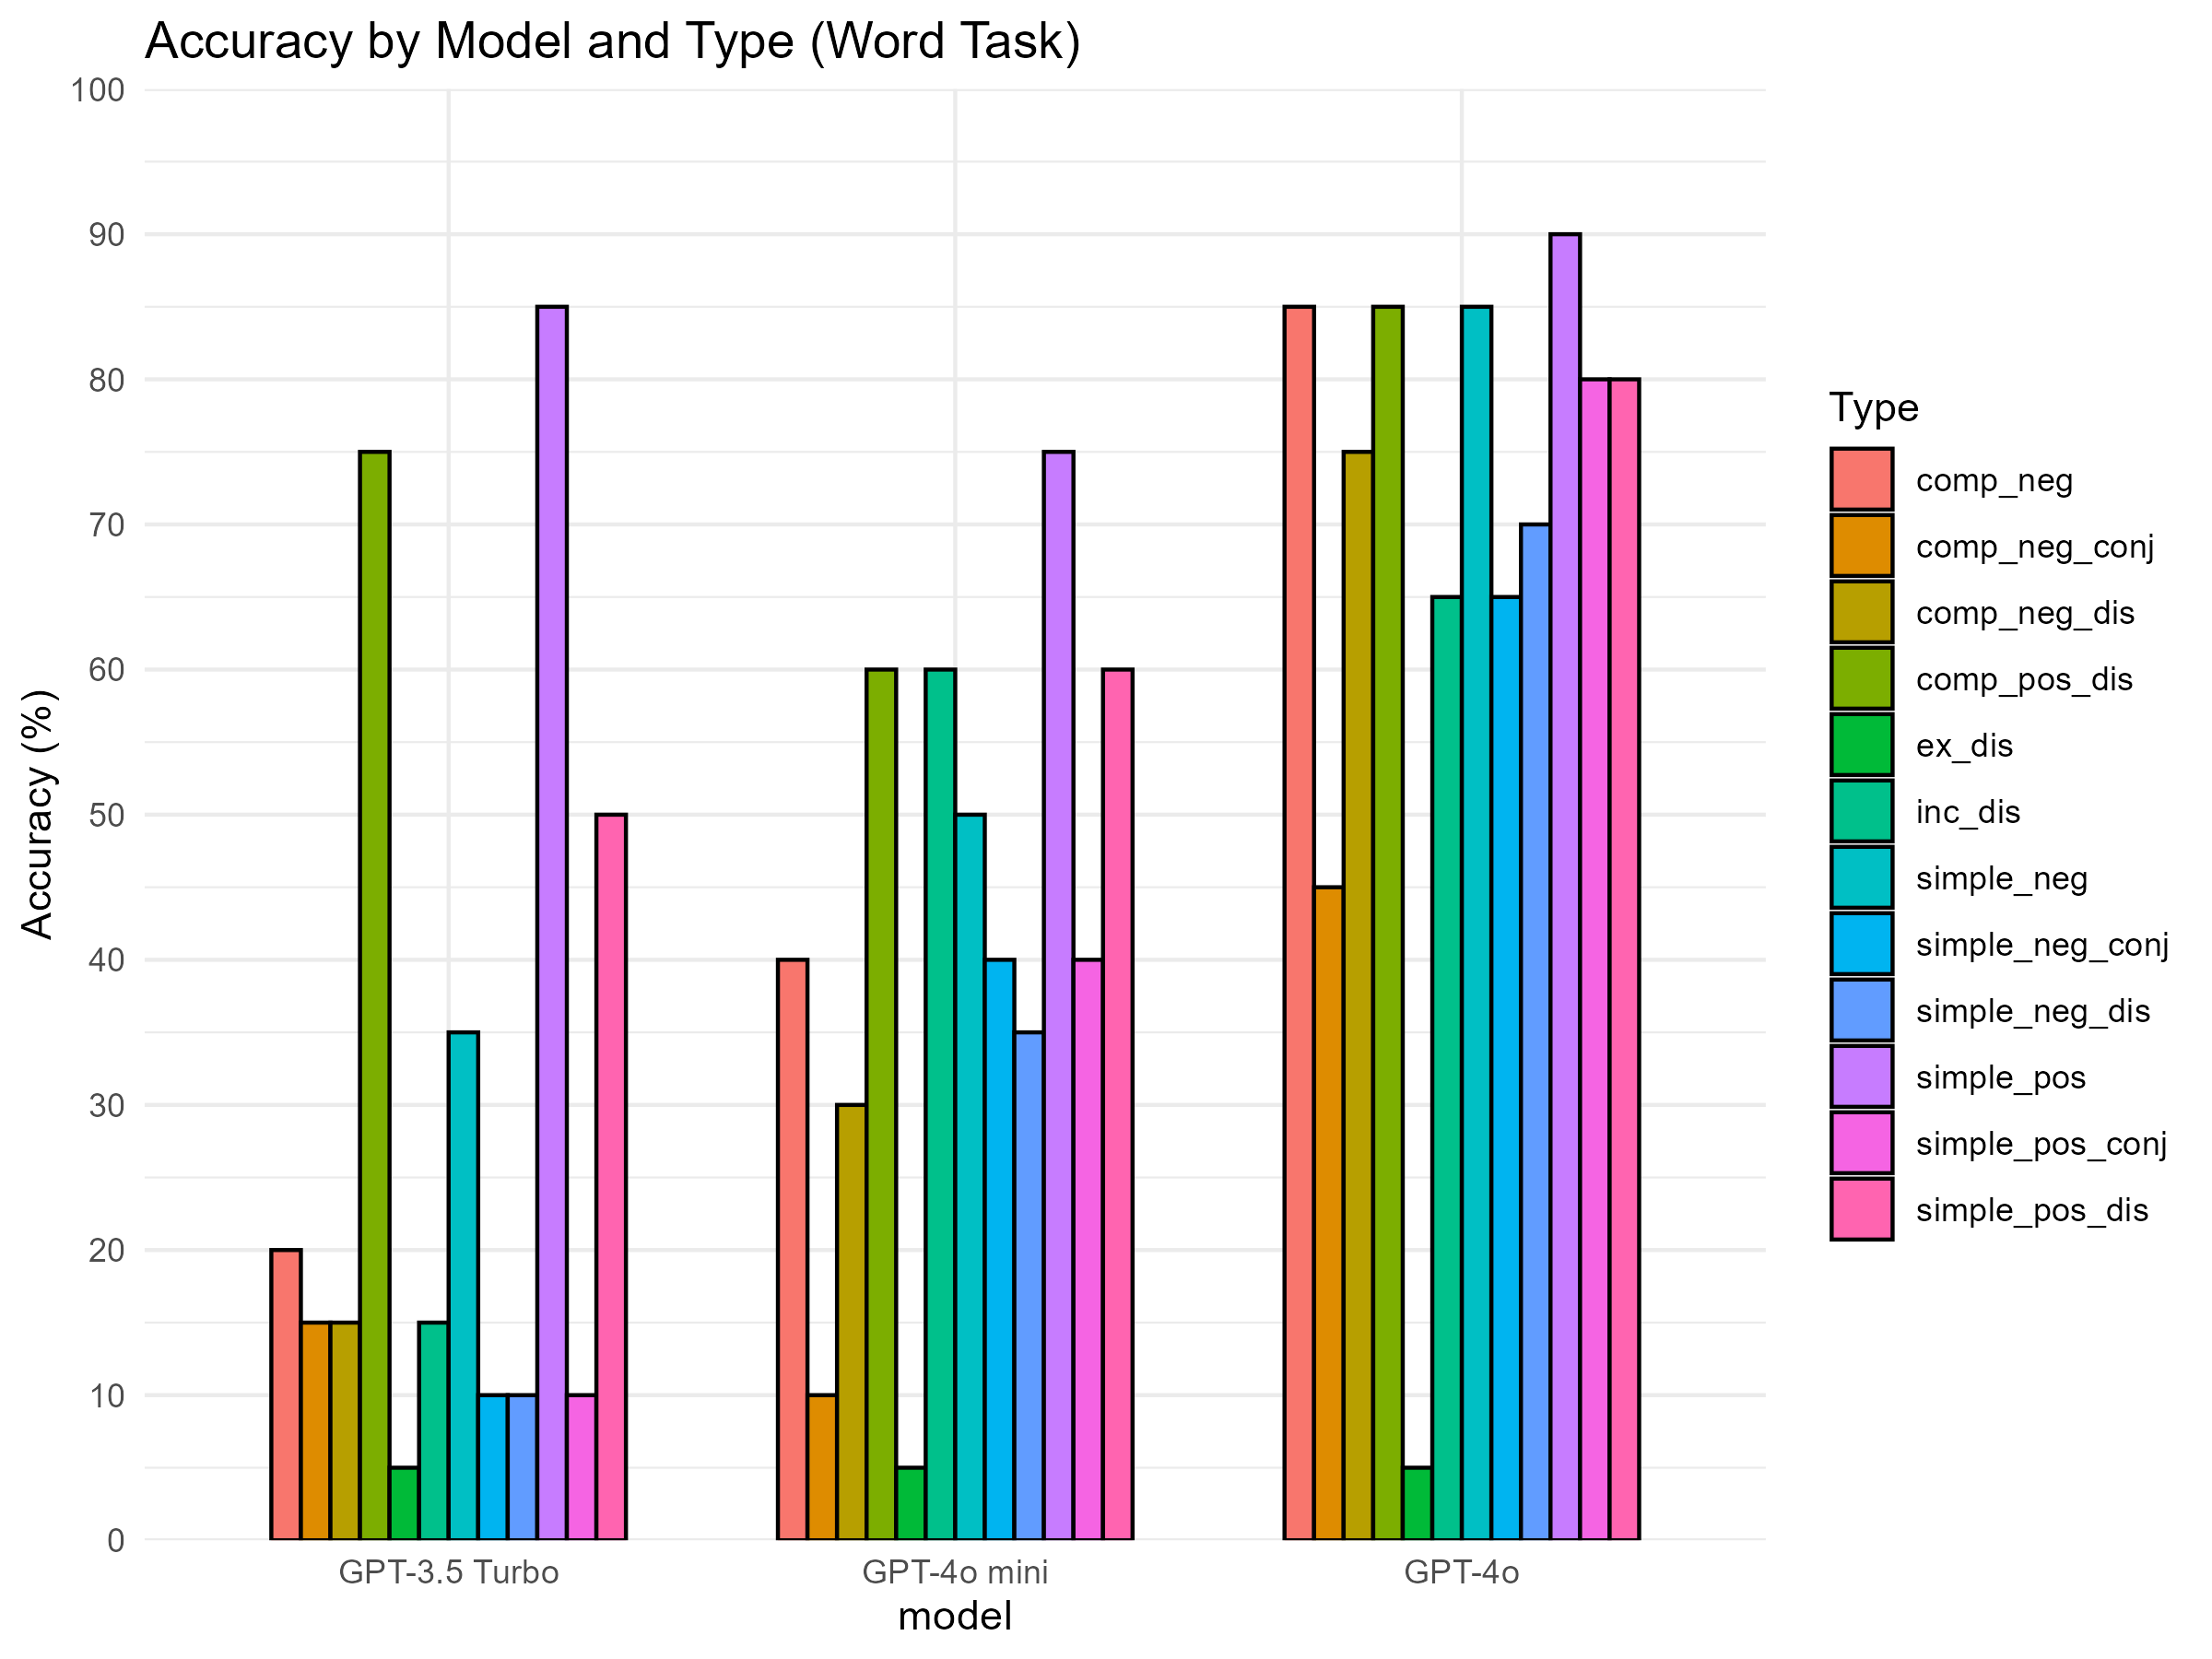 Accuracy by Model and Type (Word Task)
Accuracy (%)
100
90
80
70
60
50
40
30
20
10
0
GPT-3.5 Turbo
GPT-4o mini
GPT-4o
model
Type
comp_neg
comp_neg_conj
comp_neg_dis
comp_pos_dis
ex_dis
inc_dis
simple_neg
simple_neg_conj
simple_neg_dis
simple_pos
simple_pos_conj
simple_pos_dis